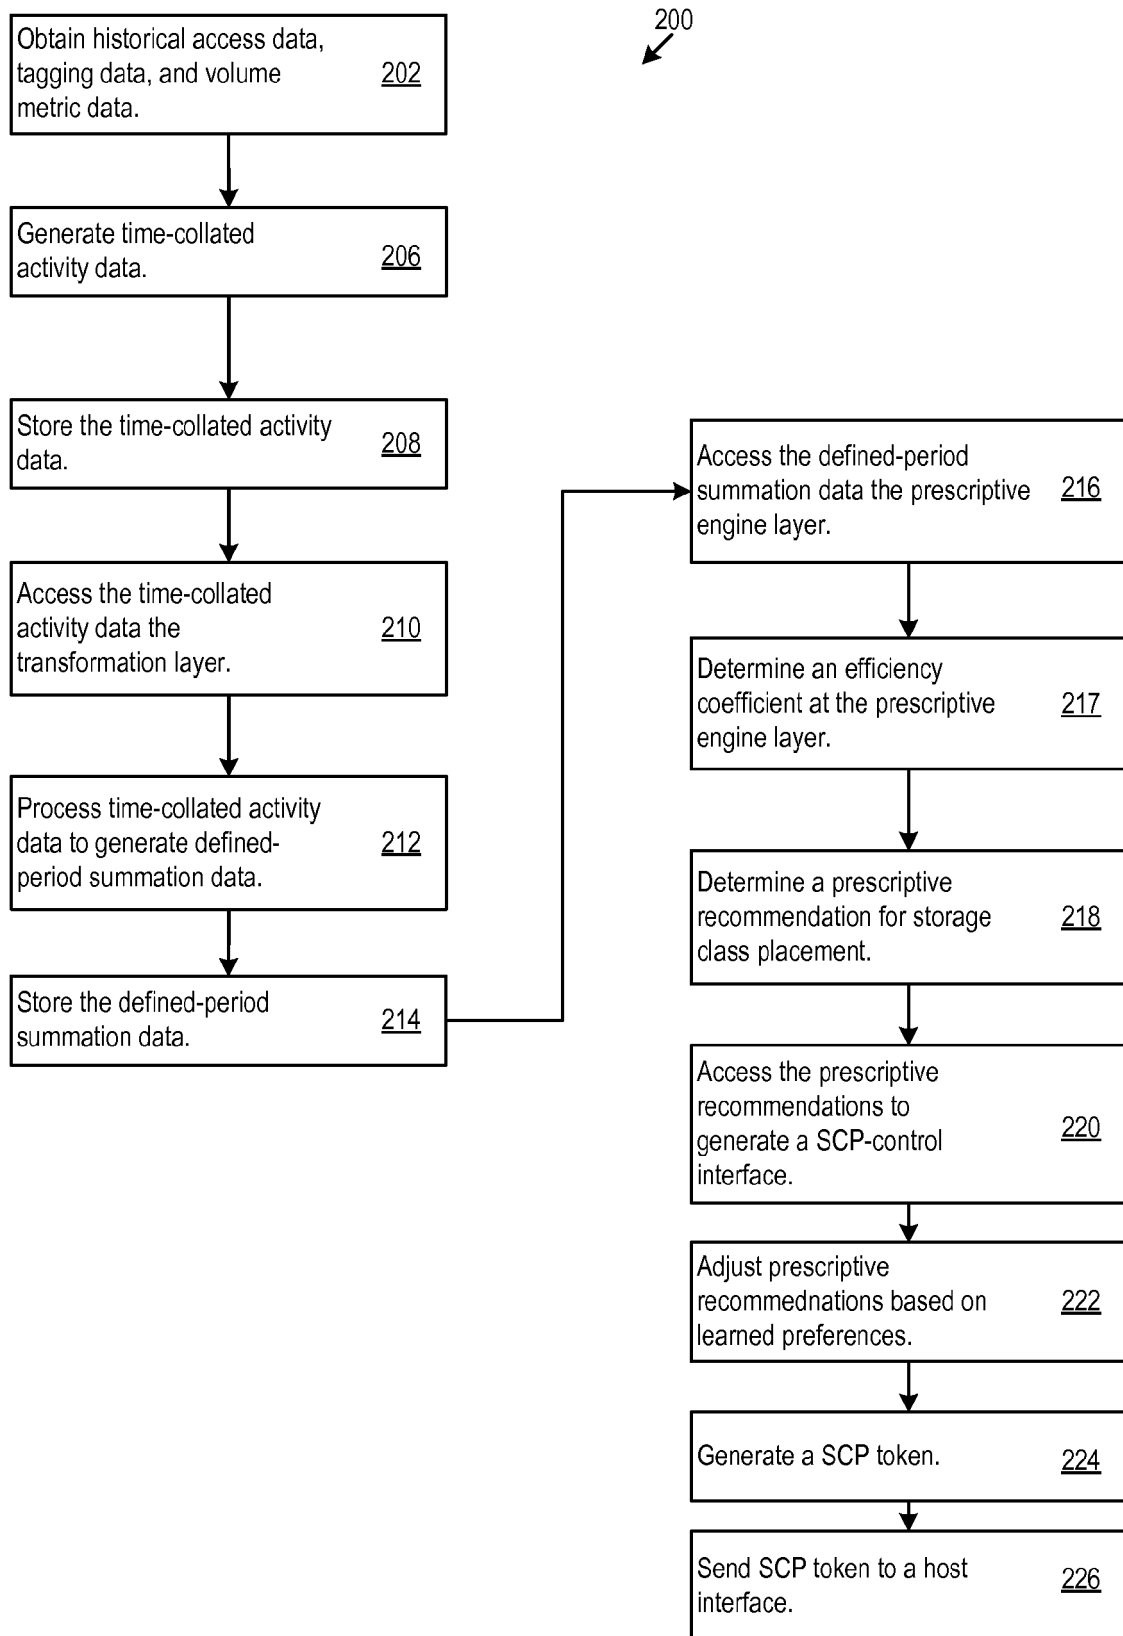 200
Obtain historical access data,
tagging data, and volume
metric data.
202
Generate time-collated
activity data.
206
Store the time-collated activity
data.
208
Access the time-collated
activity data the
transformation layer.
210
Process time-collated activity
data to generate defined-
period summation data.
212
Store the defined-period
summation data.
214
Access the defined-period
summation data the prescriptive
engine layer.
216
Determine an efficiency
coefficient at the prescriptive
engine layer.
217
Determine a prescriptive
recommendation for storage
class placement.
218
Access the prescriptive
recommendations to
generate a SCP-control
interface.
220
Adjust prescriptive
recommednations based on
learned preferences.
222
Generate a SCP token.
224
Send SCP token to a host
interface.
226